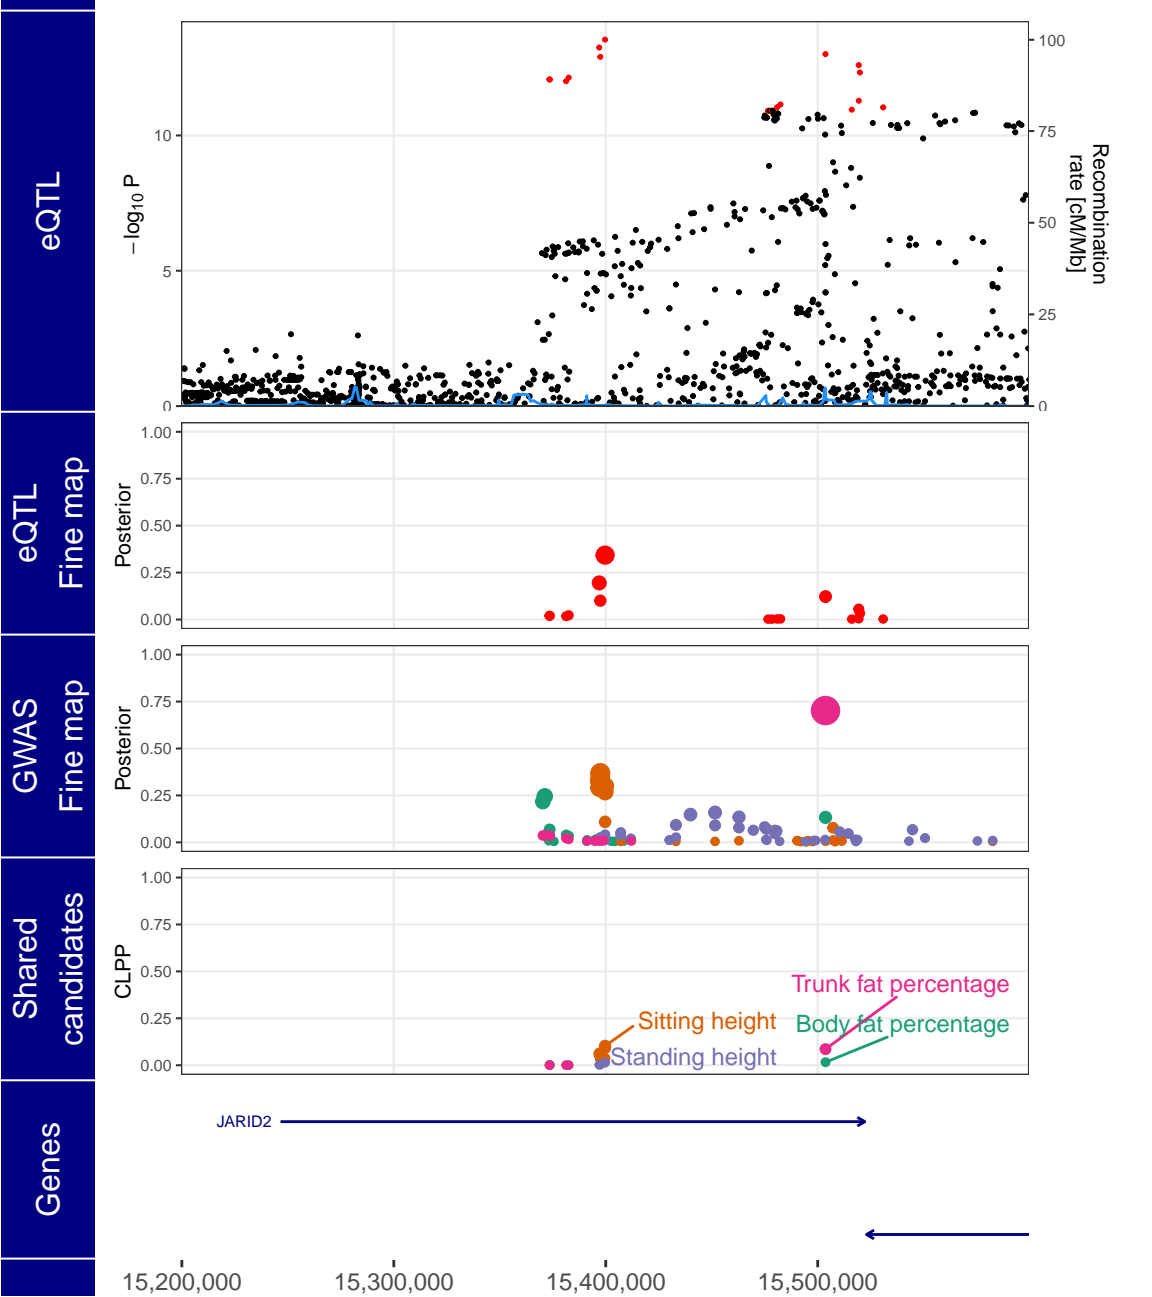 eQTL
−log10 P
10
5
0
100
75
50
25
0
Recombination
rate [cM/Mb]
eQTL
Fine map
Posterior
1.00
0.75
0.50
0.25
0.00
GWAS
Fine map
Posterior
1.00
0.75
0.50
0.25
0.00
Shared
candidates
CLPP
1.00
0.75
0.50
0.25
0.00
Trunk fat percentage
Sitting height
Body fat percentage
Standing height
Genes
JARID2
15,200,000
15,300,000
15,400,000
15,500,000